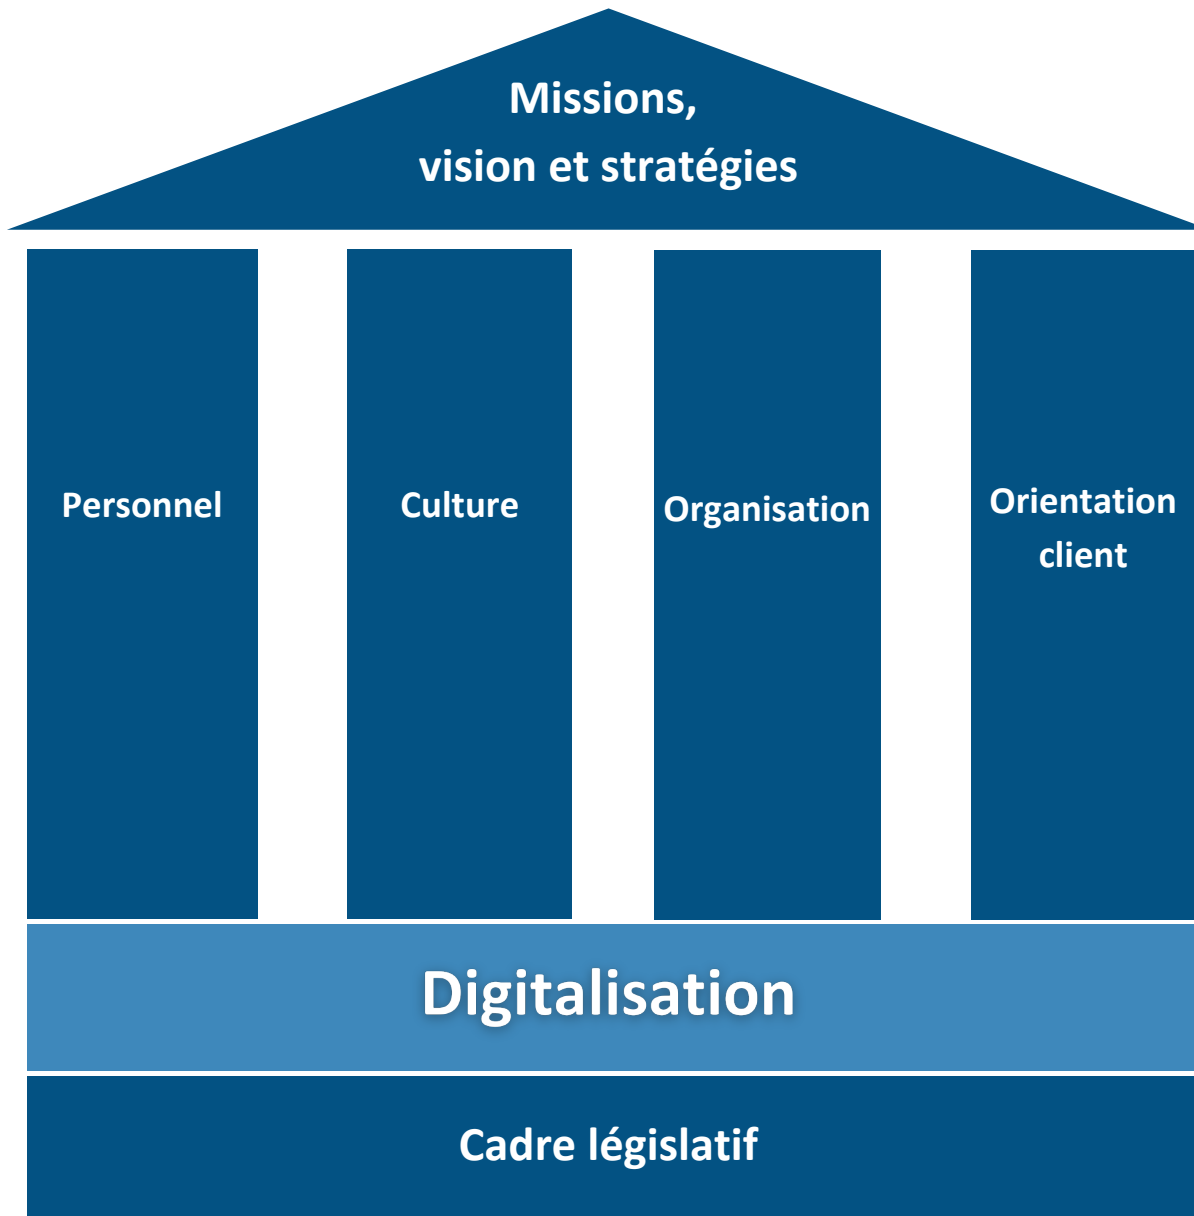 Missions,
vision et stratégies
Personnel
Culture
Organisation
Orientation
client
Digitalisation
Cadre législatif